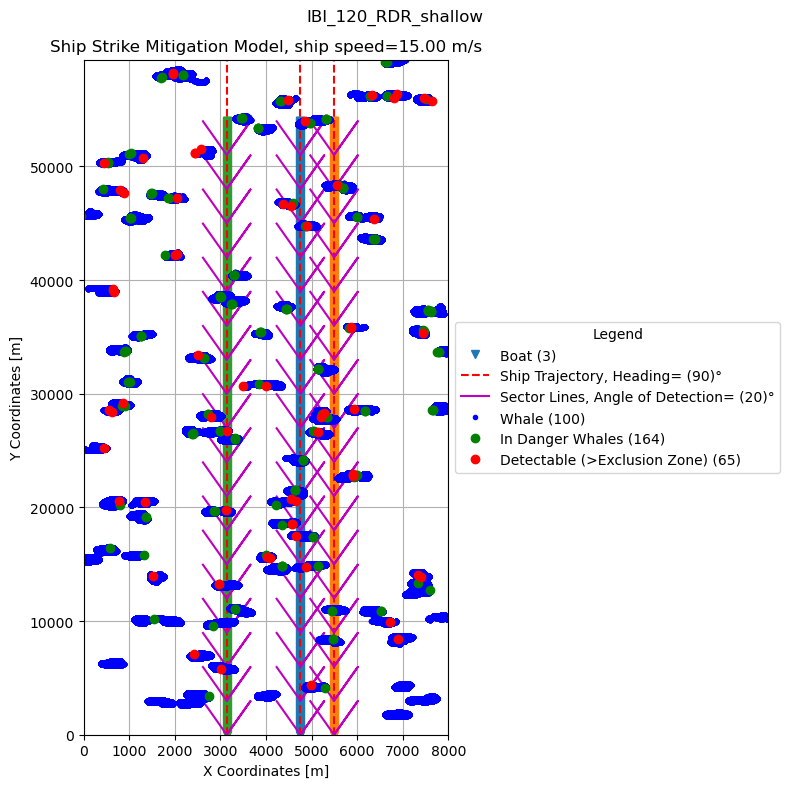 IBI_120_RDR_shallow
Ship Strike Mitigation Model, ship speed=15.00 m/s
50000
40000
30000
20000
10000
0
Y Coordinates [m]
0 1000 2000 3000 4000 5000 6000 7000 8000
X Coordinates [m]
Legend
Boat (3)
Ship Trajectory, Heading= (90)°
Sector Lines, Angle of Detection= (20)°
Whale (100)
In Danger Whales (164)
Detectable (>Exclusion Zone) (65)